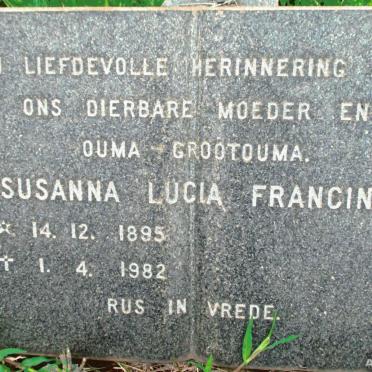 LIEFDEVOLLE HERINNERING
ONS DIERBARE MOEDER EN
OUMA - GROOTOUMA.
SUSANNA LUCIA FRANCIN
☆ 14. 12. 1895
✝ 1. 4. 1982
RUS IN VREDE.